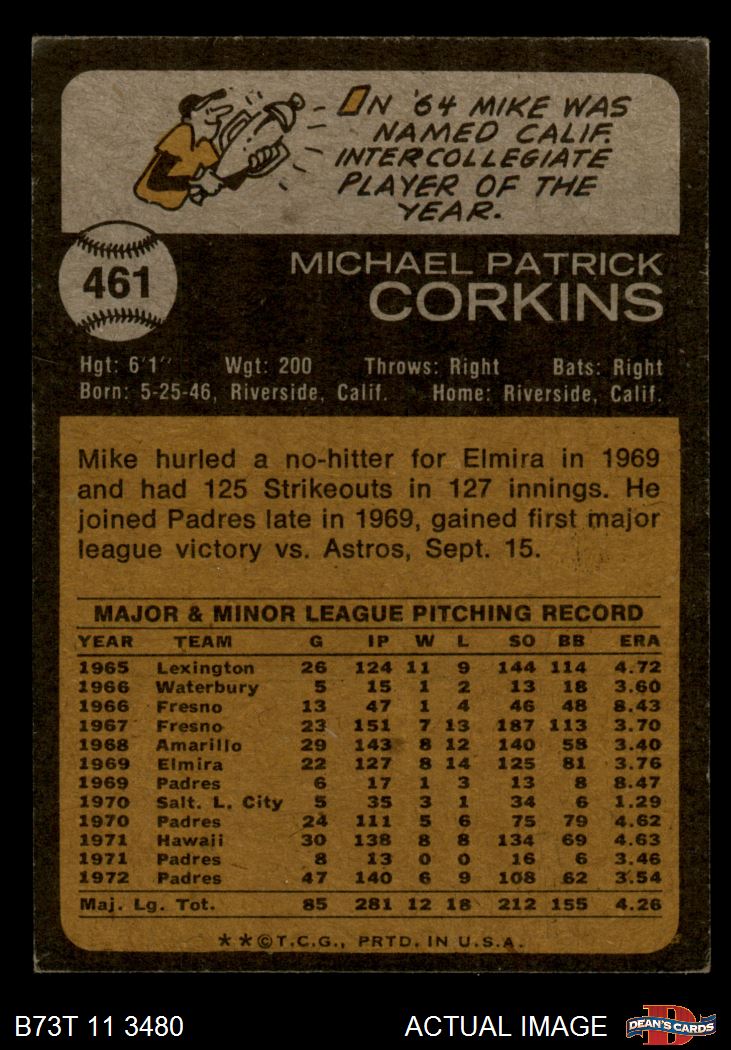 IN '64 MIKE WAS
NAMED CALIF.
INTERCOLLEGIATE
PLAYER OF THE
YEAR.
461
MICHAEL PATRICK
CORKINS
Hgt: 6'1" Wgt: 200 Throws: Right Bats: Right
Born: 5-25-46, Riverside, Calif. Home: Riverside, Calif.
Mike hurled a no-hitter for Elmira in 1969
and had 125 Strikeouts in 127 innings. He
joined Padres late in 1969, gained first major
league victory vs. Astros, Sept. 15.
MAJOR & MINOR LEAGUE PITCHING RECORD
YEAR TEAM G IP W L SO BB ERA
1965 Lexington 26 124 11 9 144 114 4.72
1966 Waterbury 5 15 1 2 13 18 3.60
1966 Fresno 13 47 1 4 46 48 8.43
1967 Fresno 23 151 7 13 187 113 3.70
1968 Amarillo 29 143 8 12 140 58 3.40
1969 Elmira 22 127 8 14 125 81 3.76
1969 Padres 6 17 1 3 13 8 8.47
1970 Salt. L. City 5 35 3 1 34 6 1.29
1970 Padres 24 111 5 6 75 79 4.62
1971 Hawaii 30 138 8 8 134 69 4.63
1971 Padres 8 13 0 0 16 6 3.46
1972 Padres 47 140 6 9 108 62 3.54
Maj. Lg. Tot. 85 281 12 18 212 155 4.26
**©T.C.G., PRTD. IN U.S.A.
B73T 11 3480 ACTUAL IMAGE DEAN'S CARDS